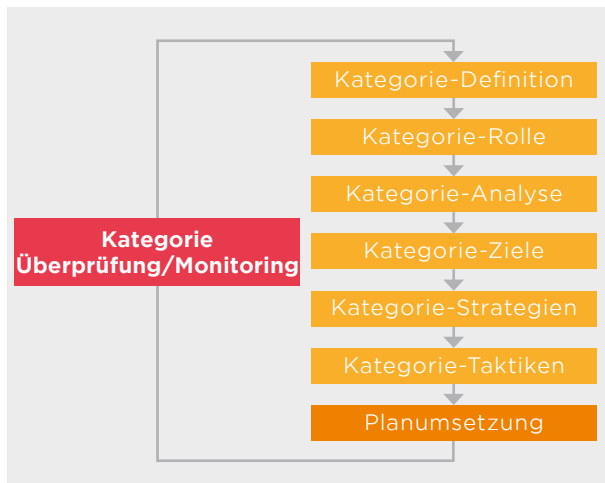 Kategorie-Definition
Kategorie-Rolle
Kategorie-Analyse
Kategorie
Überprüfung/Monitoring
Kategorie-Ziele
Kategorie-Strategien
Kategorie-Taktiken
Planumsetzung